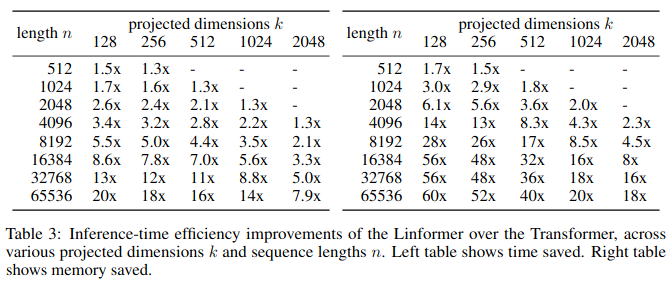 length n projected dimensions k
128 256 512 1024 2048
512 1.5x 1.3x - - -
1024 1.7x 1.6x 1.3x - -
2048 2.6x 2.4x 2.1x 1.3x -
4096 3.4x 3.2x 2.8x 2.2x 1.3x
8192 5.5x 5.0x 4.4x 3.5x 2.1x
16384 8.6x 7.8x 7.0x 5.6x 3.3x
32768 13x 12x 11x 8.8x 5.0x
65536 20x 18x 16x 14x 7.9x
length n projected dimensions k
128 256 512 1024 2048
512 1.7x 1.5x - - -
1024 3.0x 2.9x 1.8x - -
2048 6.1x 5.6x 3.6x 2.0x -
4096 14x 13x 8.3x 4.3x 2.3x
8192 28x 26x 17x 8.5x 4.5x
16384 56x 48x 32x 16x 8x
32768 56x 48x 36x 18x 16x
65536 60x 52x 40x 20x 18x
Table 3: Inference-time efficiency improvements of the Linformer over the Transformer, across
various projected dimensions k and sequence lengths n. Left table shows time saved. Right table
shows memory saved.